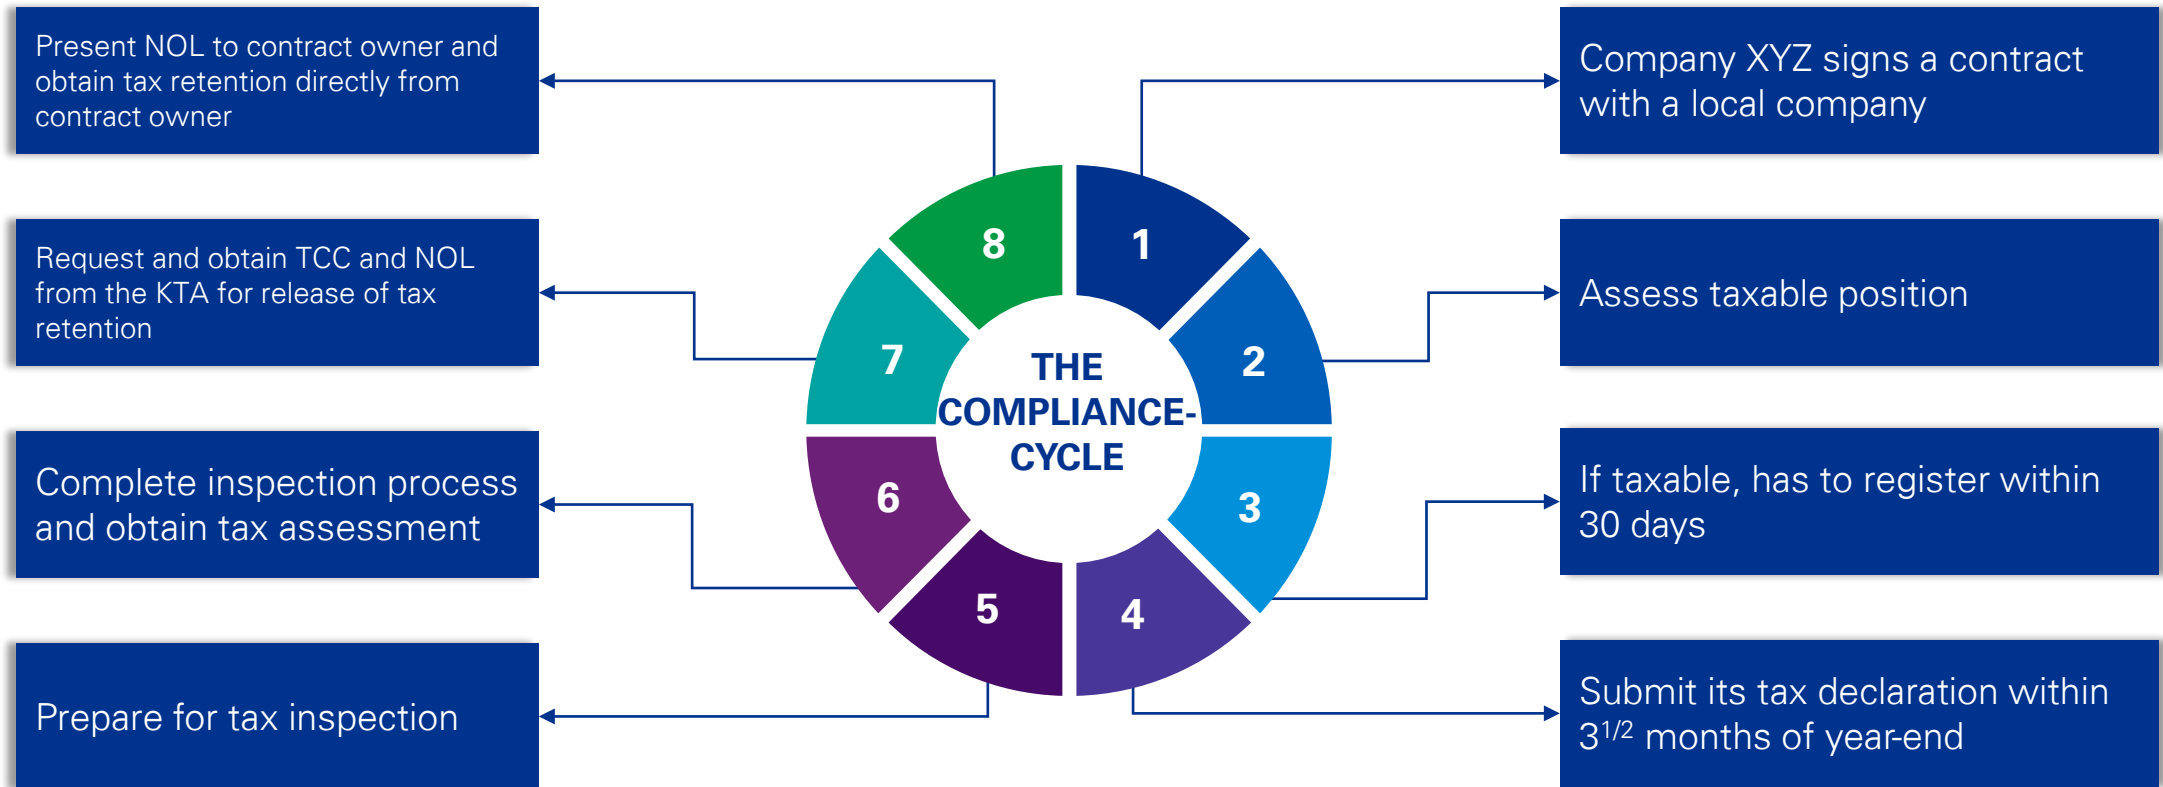 Present NOL to contract owner and
obtain tax retention directly from
contract owner
Company XYZ signs a contract
with a local company
8
1
Request and obtain TCC and NOL
from the KTA for release of tax
retention
Assess taxable position
7
2
THE
COMPLIANCE-
CYCLE
Complete inspection process
and obtain tax assessment
If taxable, has to register within
30 days
6
3
5
4
Prepare for tax inspection
Submit its tax declaration within
3¹/² months of year-end